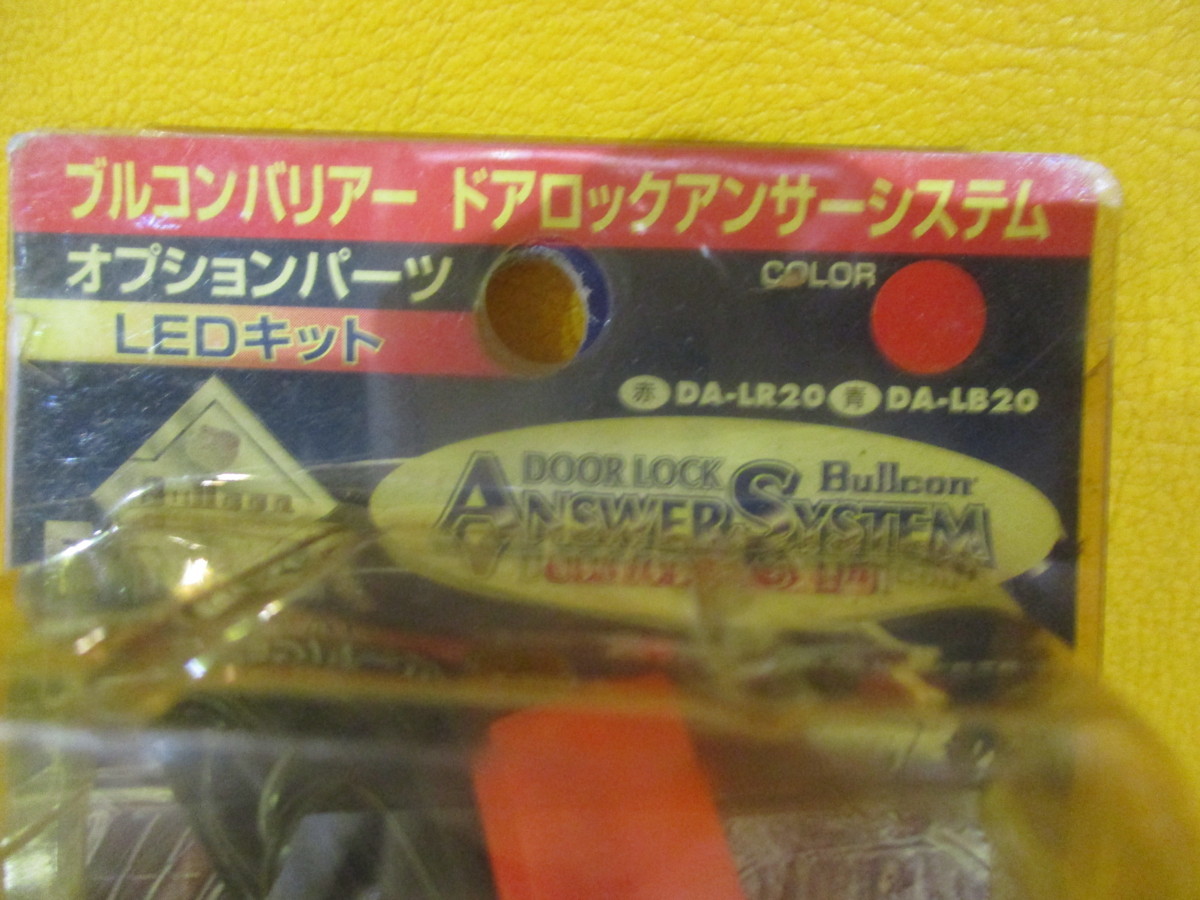 ブルコンバリアー ドアロックアンサーシステム
オプションパーツ
COLOR
LEDキット
赤 DA-LR20 青 DA-LB20
Bullcon
DOOR LOCK Bullcon
ANSWER SYSTEM